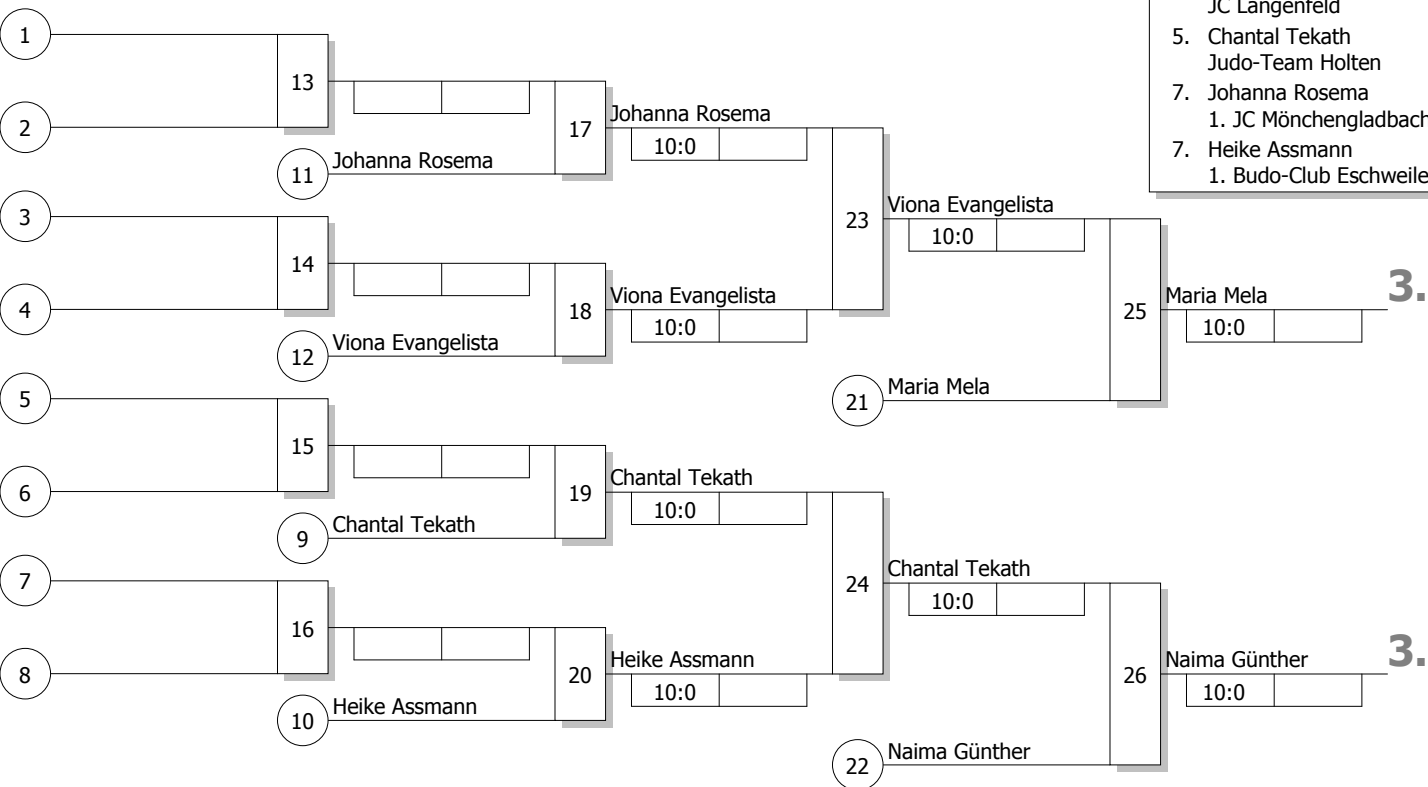 JC Langenfeld
5. Chantal Tekath
Judo-Team Holten
7. Johanna Rosema
1. JC Mönchengladbach
7. Heike Assmann
1. Budo-Club Eschweile
1
13
2
17
Johanna Rosema
10:0
11
Johanna Rosema
3
14
4
23
Viona Evangelista
10:0
18
Viona Evangelista
10:0
12
Viona Evangelista
25
Maria Mela
10:0
3.
21
Maria Mela
5
15
6
19
Chantal Tekath
10:0
9
Chantal Tekath
7
16
8
24
Chantal Tekath
10:0
20
Heike Assmann
10:0
10
Heike Assmann
26
Naima Günther
10:0
3.
22
Naima Günther